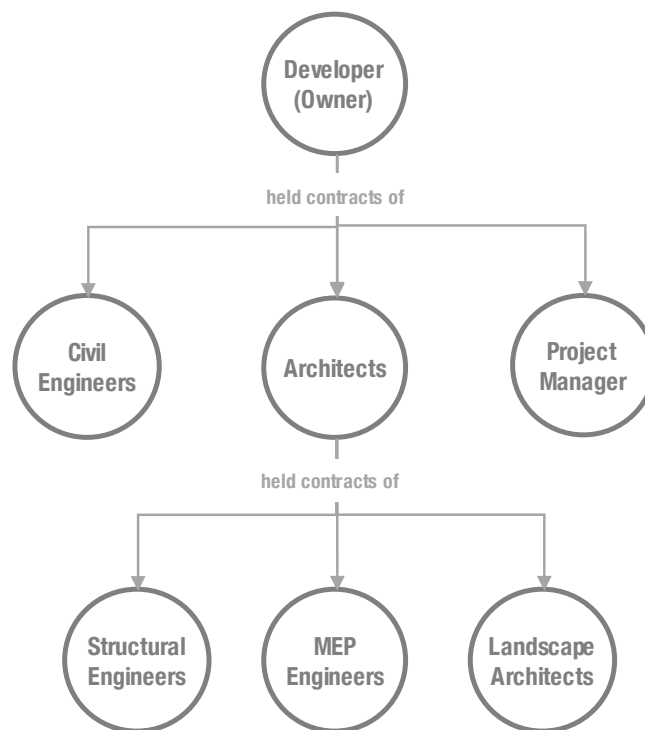 Developer
(Owner)
held contracts of
Civil
Engineers
Architects
Project
Manager
held contracts of
Structural
Engineers
MEP
Engineers
Landscape
Architects